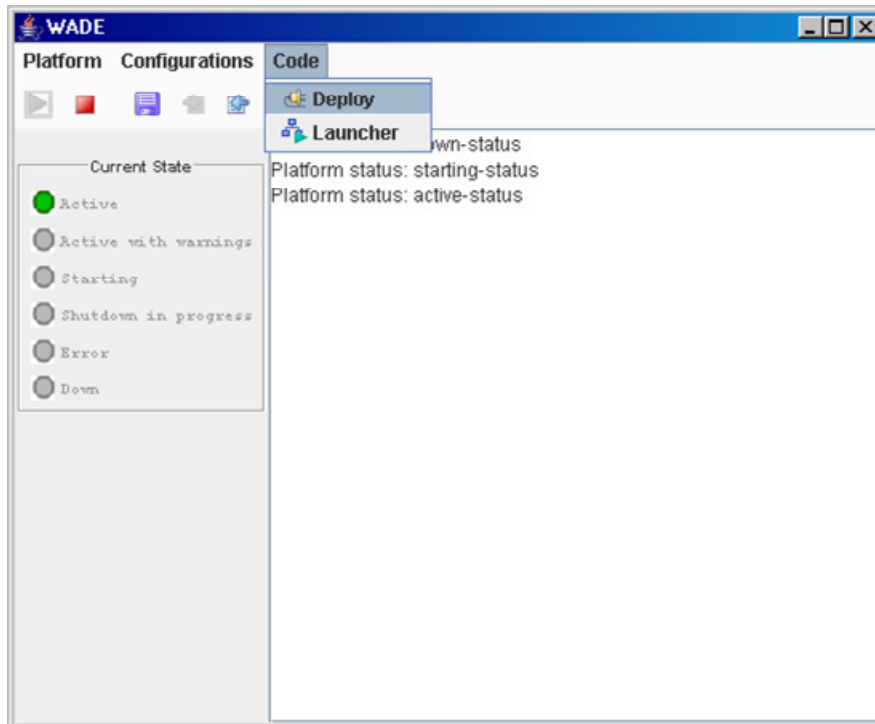 WADE
Platform Configurations Code
Deploy
Launcher
wn-status
Platform status: starting-status
Platform status: active-status
Current State
Active
Active with warnings
Starting
Shutdown in progress
Error
Down